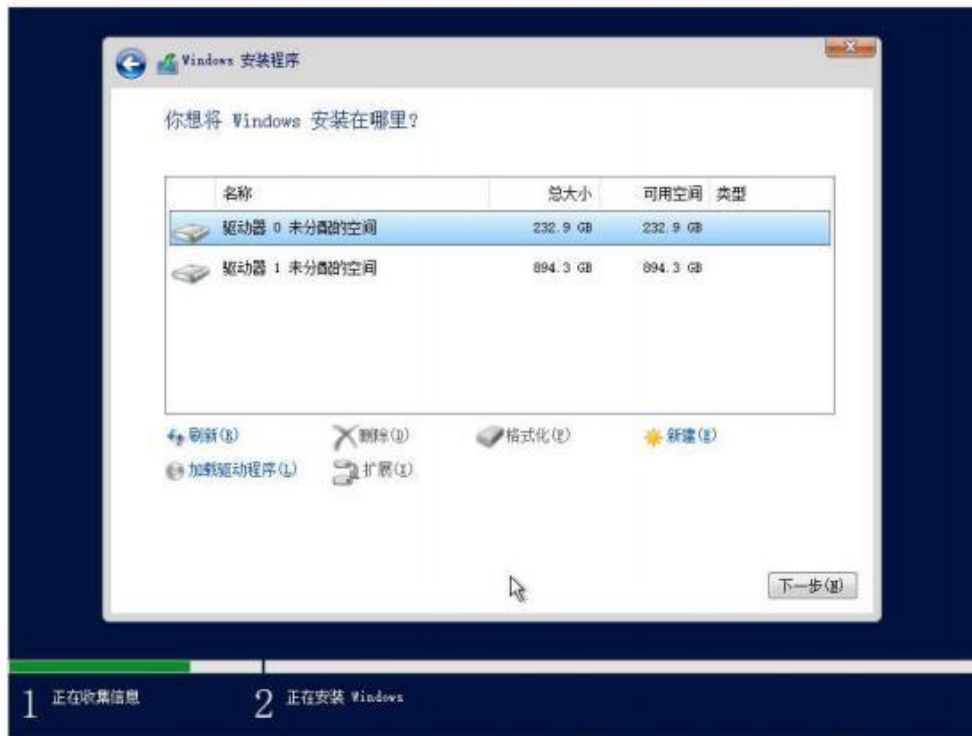 Windows 安装程序
你想将 Windows 安装在哪里?
名称 总大小 可用空间 类型
驱动器 0 未分配的空间 232.9 GB 232.9 GB
驱动器 1 未分配的空间 894.3 GB 894.3 GB
刷新(R) 删除(D) 格式化(F) 新建(E)
加载驱动程序(L) 扩展(X)
下一步(N)
1 正在收集信息 2 正在安装 Windows